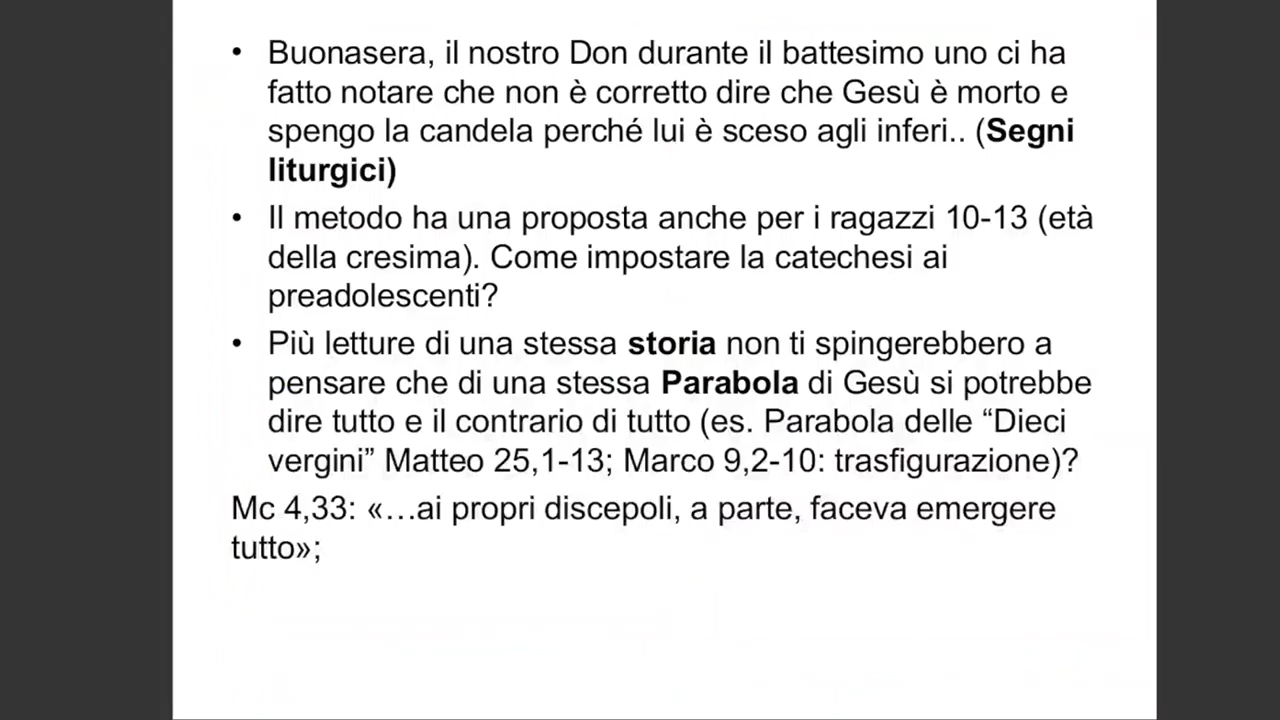 • Buonasera, il nostro Don durante il battesimo uno ci ha
fatto notare che non è corretto dire che Gesù è morto e
spengo la candela perché lui è sceso agli inferi.. (Segni
liturgici)
• Il metodo ha una proposta anche per i ragazzi 10-13 (età
della cresima). Come impostare la catechesi ai
preadolescenti?
• Più letture di una stessa storia non ti spingerebbero a
pensare che di una stessa Parabola di Gesù si potrebbe
dire tutto e il contrario di tutto (es. Parabola delle “Dieci
vergini” Matteo 25,1-13; Marco 9,2-10: trasfigurazione)?
Mc 4,33: «…ai propri discepoli, a parte, faceva emergere
tutto»;